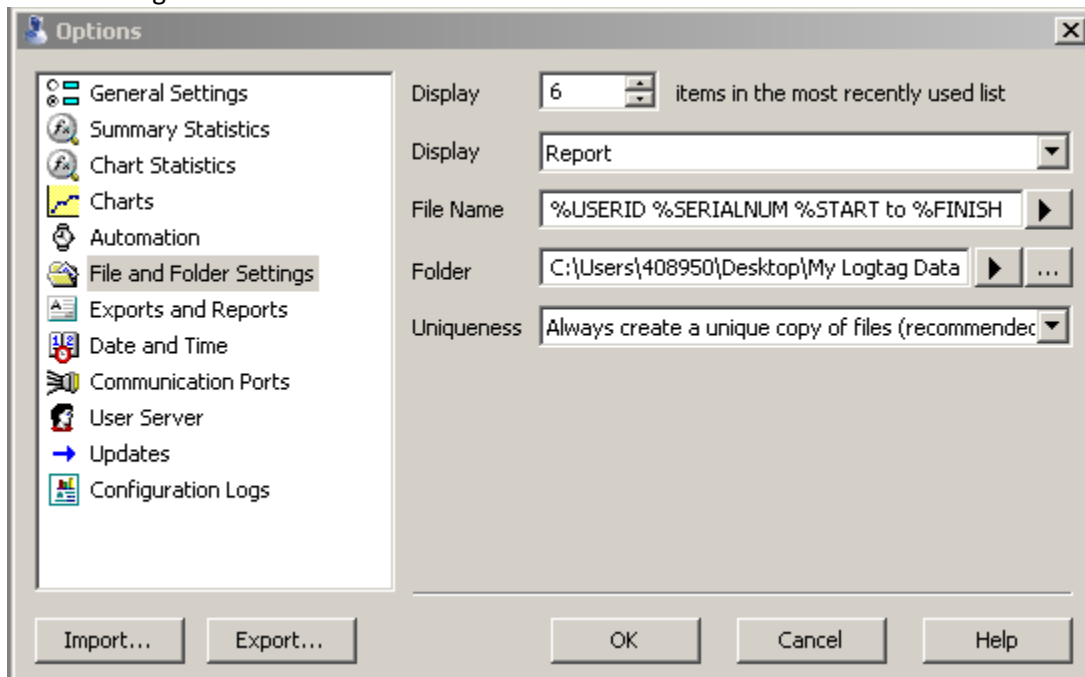 Options
General Settings
Summary Statistics
Chart Statistics
Charts
Automation
File and Folder Settings
Exports and Reports
Date and Time
Communication Ports
User Server
Updates
Configuration Logs
Display 6 items in the most recently used list
Display Report
File Name %USERID %SERIALNUM %START to %FINISH
Folder C:\Users\408950\Desktop\My Logtag Data ...
Uniqueness Always create a unique copy of files (recommended
Import... Export... OK Cancel Help